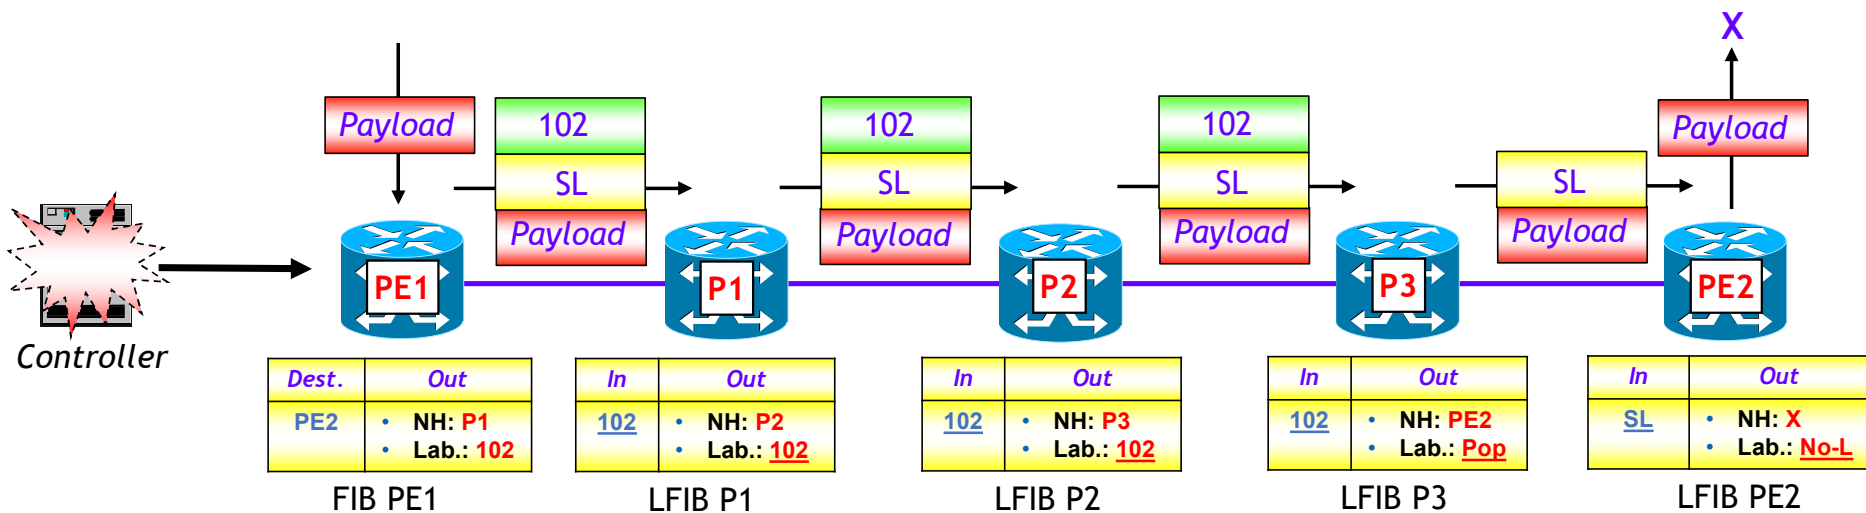 X
Payload
102
SL
Payload
102
SL
Payload
102
SL
Payload
SL
Payload
Payload
PE1
P1
P2
P3
PE2
Controller
Dest. Out
PE2 • NH: P1
• Lab.: 102
FIB PE1
In Out
102 • NH: P2
• Lab.: 102
LFIB P1
In Out
102 • NH: P3
• Lab.: 102
LFIB P2
In Out
102 • NH: PE2
• Lab.: Pop
LFIB P3
In Out
SL • NH: X
• Lab.: No-L
LFIB PE2